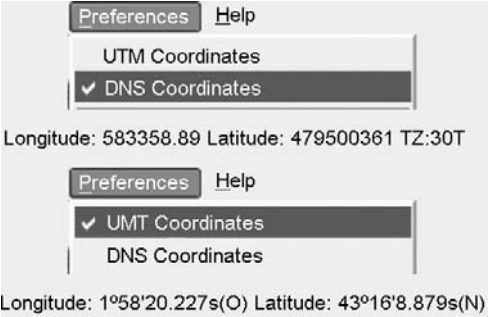 Preferences Help
UTM Coordinates
✔ DNS Coordinates
Longitude: 583358.89 Latitude: 479500361 TZ:30T
Preferences Help
✔ UMT Coordinates
DNS Coordinates
Longitude: 1º58'20.227s(O) Latitude: 43º16'8.879s(N)